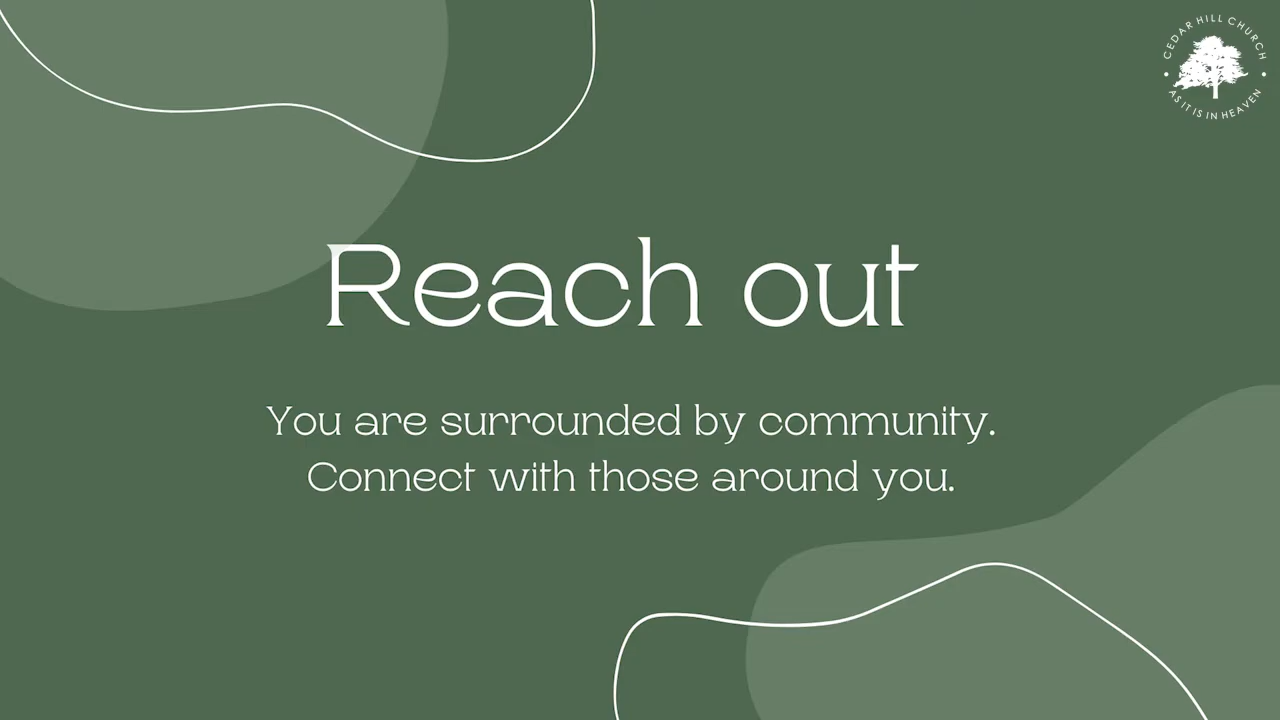 CEDAR HILL CHURCH
AS IT IS IN HEAVEN
Reach out
You are surrounded by community.
Connect with those around you.